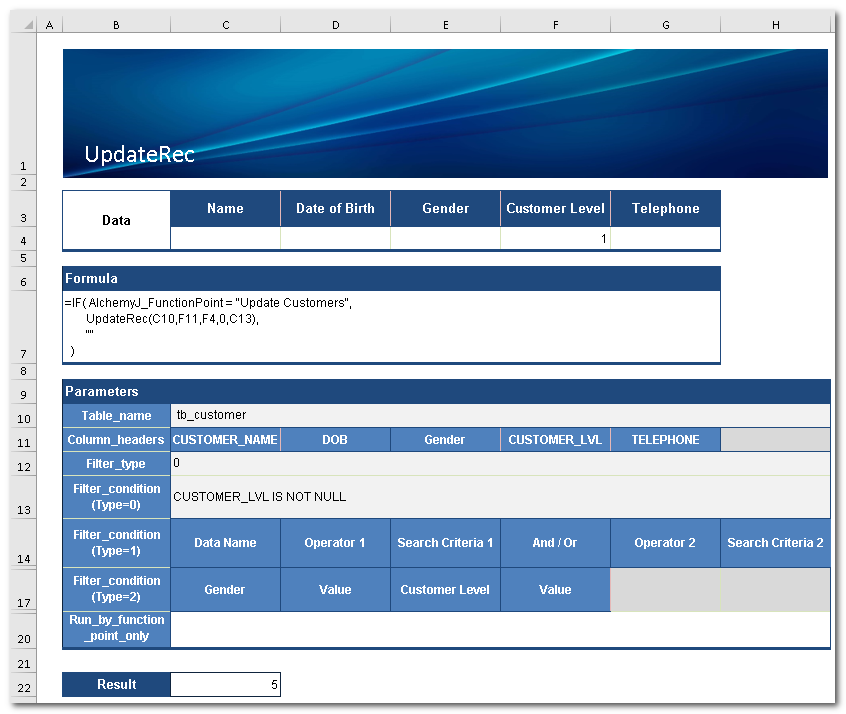 A B C D E F G H
1 UpdateRec
2
3 Data Name Date of Birth Gender Customer Level Telephone
4 1
5
6 Formula
=IF( AlchemyJ_FunctionPoint = "Update Customers",
UpdateRec(C10,F11,F4,0,C13),
""
7 )
8
9 Parameters
10 Table_name tb_customer
11 Column_headers CUSTOMER_NAME DOB Gender CUSTOMER_LVL TELEPHONE
12 Filter_type 0
Filter_condition
13 (Type=0) CUSTOMER_LVL IS NOT NULL
Filter_condition
14 (Type=1) Data Name Operator 1 Search Criteria 1 And / Or Operator 2 Search Criteria 2
Filter_condition
17 (Type=2) Gender Value Customer Level Value
Run_by_function
20 _point_only
21
22 Result 5